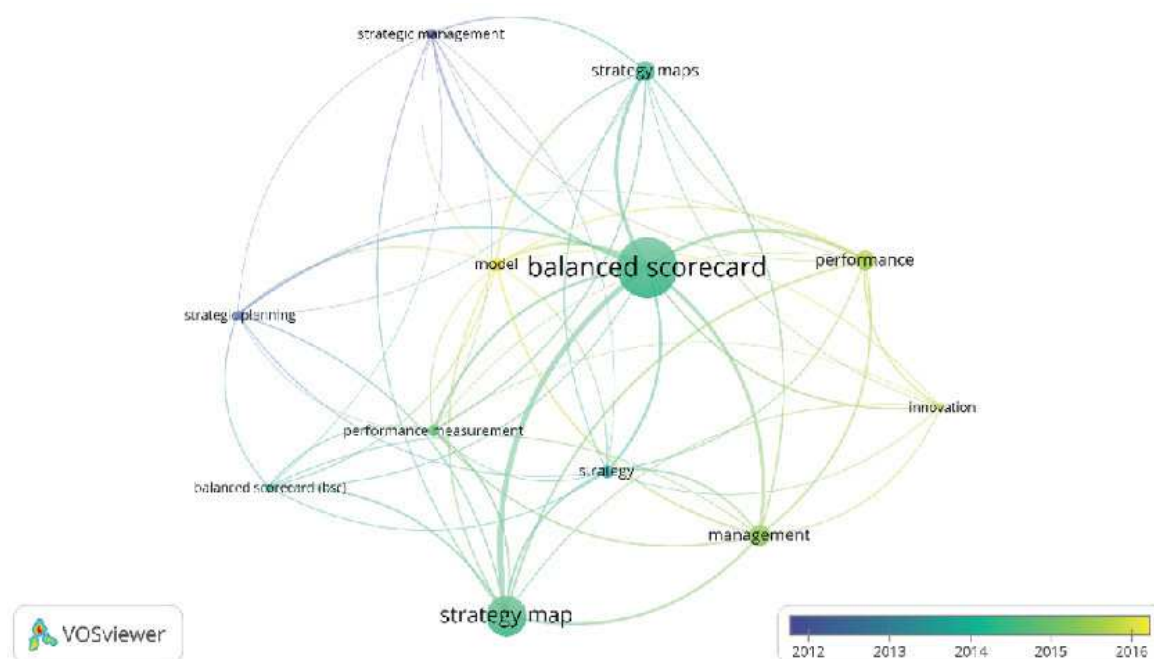 strategic management
strategy maps
model
balanced scorecard
performance
strategic planning
innovation
performance measurement
strategy
balanced scorecard (bsc)
management
strategy map
VOSviewer
2012 2013 2014 2015 2016